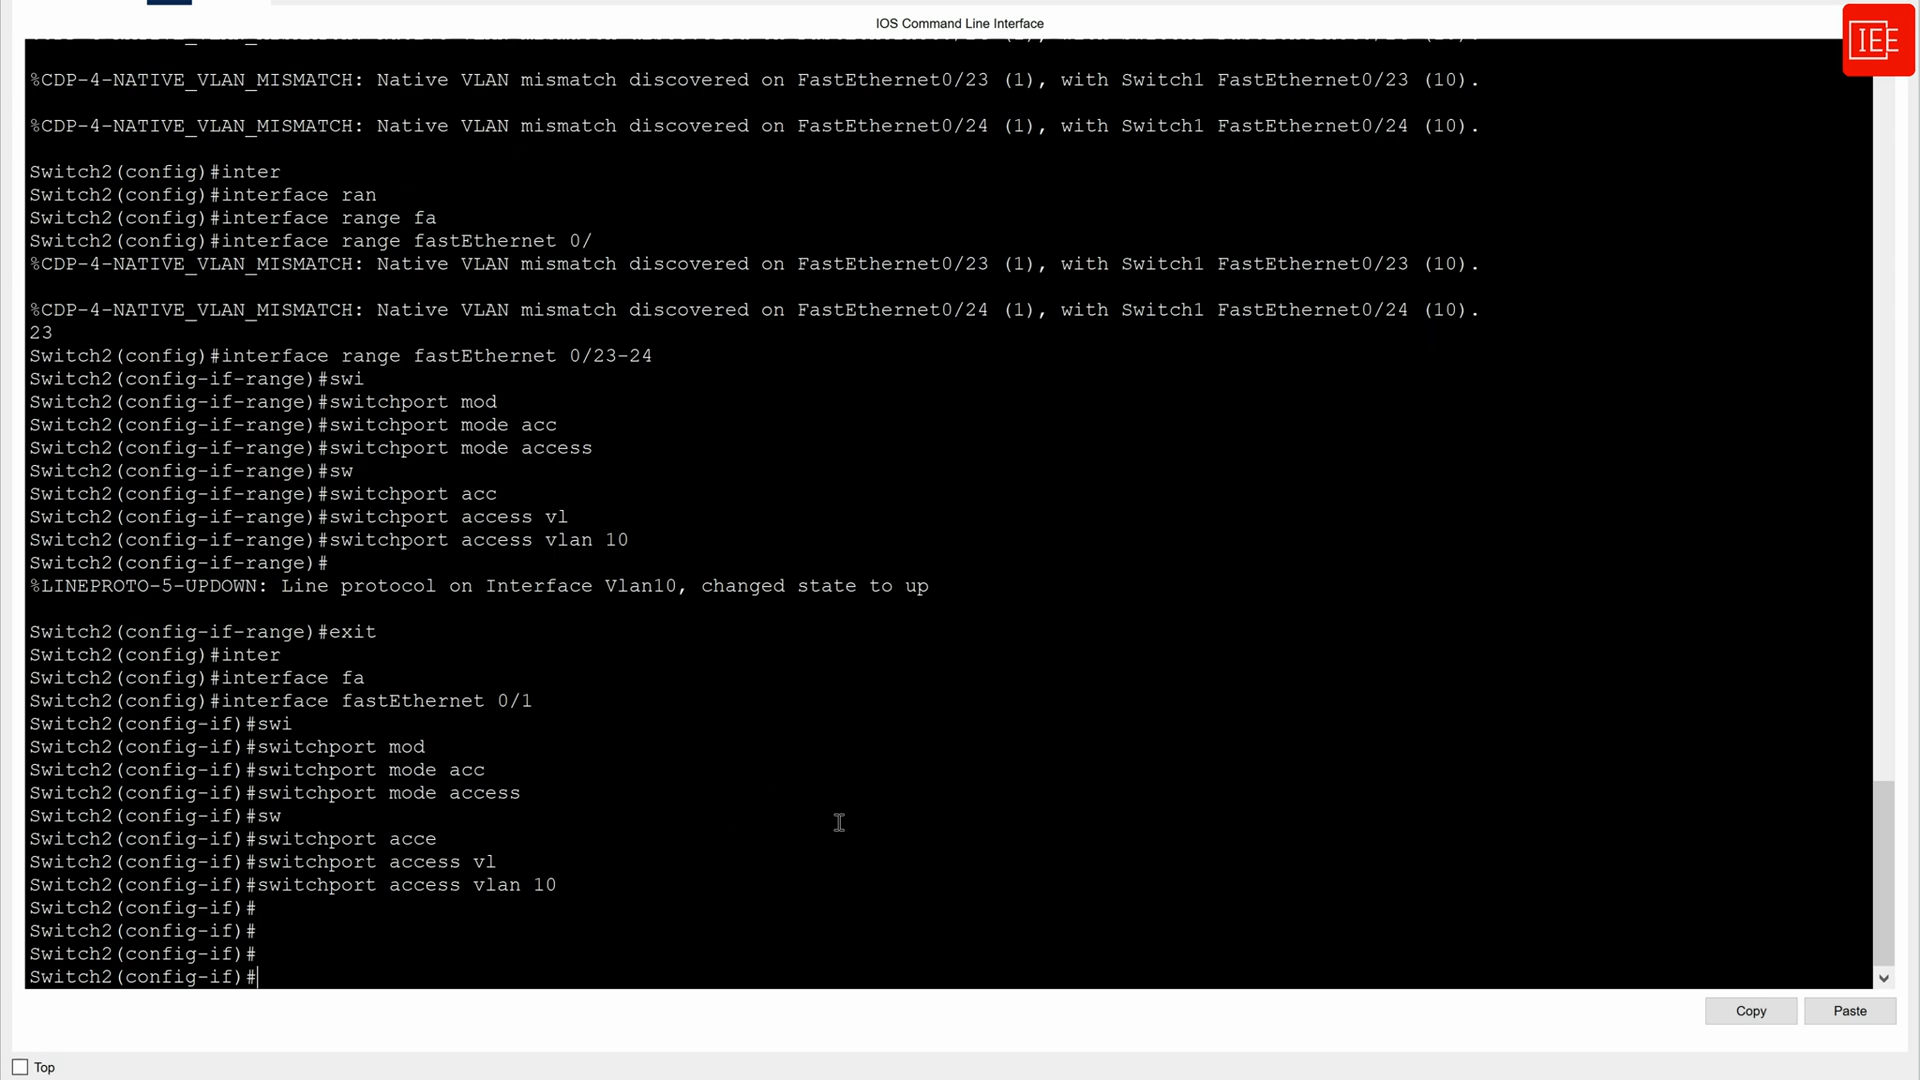 IOS Command Line Interface
IEE
%CDP-4-NATIVE_VLAN_MISMATCH: Native VLAN mismatch discovered on FastEthernet0/23 (1), with Switch1 FastEthernet0/23 (10).
%CDP-4-NATIVE_VLAN_MISMATCH: Native VLAN mismatch discovered on FastEthernet0/24 (1), with Switch1 FastEthernet0/24 (10).
Switch2(config)#inter
Switch2(config)#interface ran
Switch2(config)#interface range fa
Switch2(config)#interface range fastEthernet 0/
%CDP-4-NATIVE_VLAN_MISMATCH: Native VLAN mismatch discovered on FastEthernet0/23 (1), with Switch1 FastEthernet0/23 (10).
%CDP-4-NATIVE_VLAN_MISMATCH: Native VLAN mismatch discovered on FastEthernet0/24 (1), with Switch1 FastEthernet0/24 (10).
23
Switch2(config)#interface range fastEthernet 0/23-24
Switch2(config-if-range)#swi
Switch2(config-if-range)#switchport mod
Switch2(config-if-range)#switchport mode acc
Switch2(config-if-range)#switchport mode access
Switch2(config-if-range)#sw
Switch2(config-if-range)#switchport acc
Switch2(config-if-range)#switchport access vl
Switch2(config-if-range)#switchport access vlan 10
Switch2(config-if-range)#
%LINEPROTO-5-UPDOWN: Line protocol on Interface Vlan10, changed state to up
Switch2(config-if-range)#exit
Switch2(config)#inter
Switch2(config)#interface fa
Switch2(config)#interface fastEthernet 0/1
Switch2(config-if)#swi
Switch2(config-if)#switchport mod
Switch2(config-if)#switchport mode acc
Switch2(config-if)#switchport mode access
Switch2(config-if)#sw
Switch2(config-if)#switchport acce
Switch2(config-if)#switchport access vl
Switch2(config-if)#switchport access vlan 10
Switch2(config-if)#
Switch2(config-if)#
Switch2(config-if)#
Switch2(config-if)#
Copy
Paste
Top